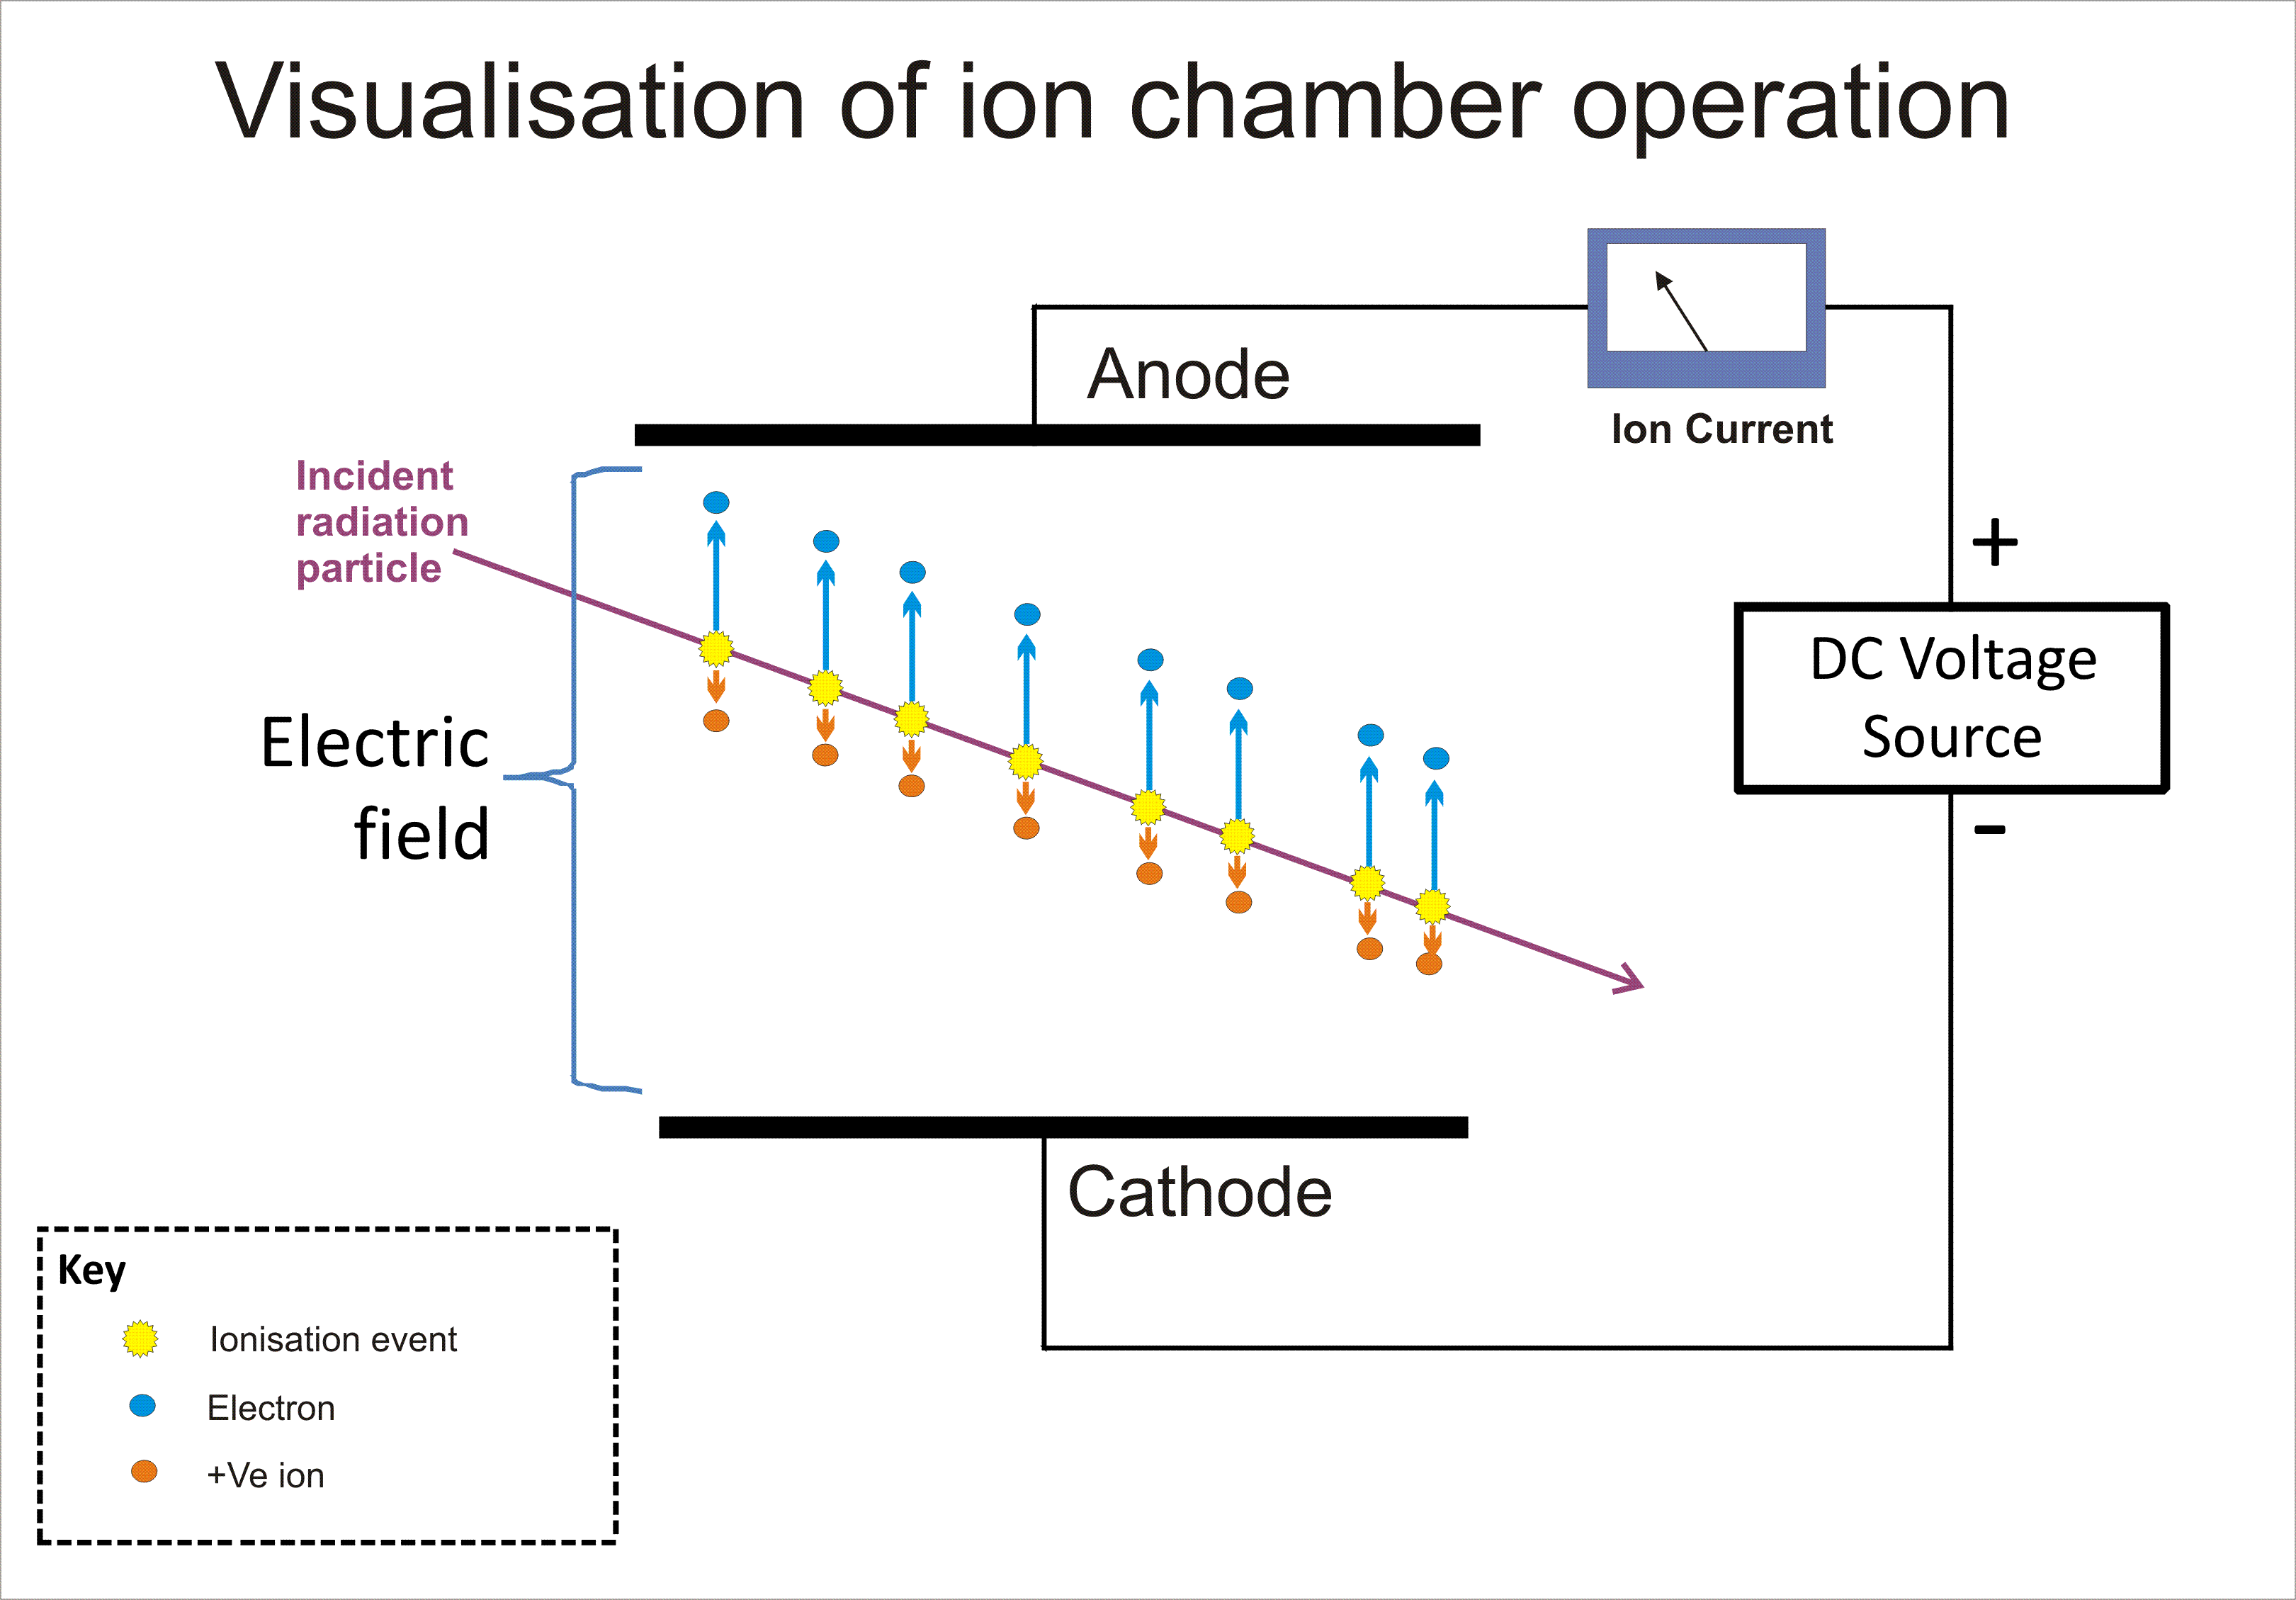 Visualisation of ion chamber operation
Anode
Ion Current
Incident
radiation
particle
+
DC Voltage
Source
-
Electric
field
Cathode
Key
Ionisation event
Electron
+Ve ion